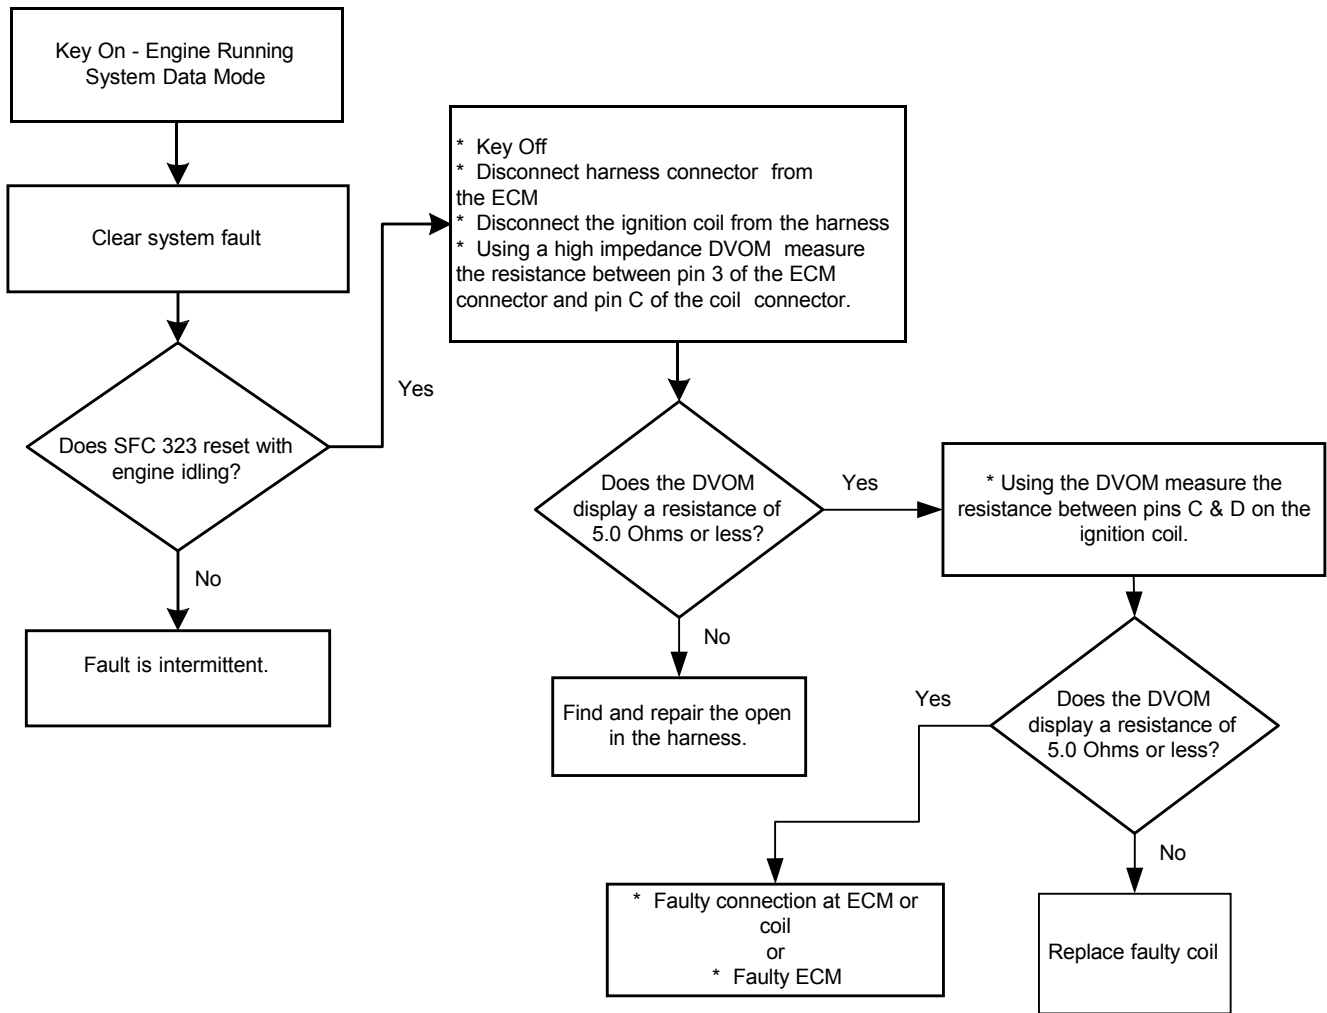 Key On - Engine Running
System Data Mode
Clear system fault
Does SFC 323 reset with
engine idling?
Yes
No
Fault is intermittent.
* Key Off
* Disconnect harness connector from
the ECM
* Disconnect the ignition coil from the harness
* Using a high impedance DVOM measure
the resistance between pin 3 of the ECM
connector and pin C of the coil connector.
Does the DVOM
display a resistance of
5.0 Ohms or less?
Yes
No
Find and repair the open
in the harness.
* Using the DVOM measure the
resistance between pins C & D on the
ignition coil.
Does the DVOM
display a resistance of
5.0 Ohms or less?
Yes
No
* Faulty connection at ECM or
coil
or
* Faulty ECM
Replace faulty coil